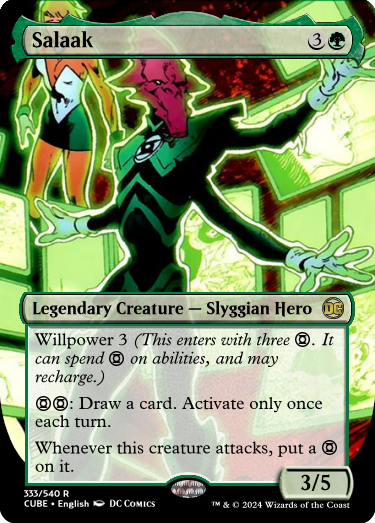 Salaak 3
Legendary Creature — Slyggian Hero DC
Willpower 3 (This enters with three . It
can spend on abilities, and may
recharge.)
: Draw a card. Activate only once
each turn.
Whenever this creature attacks, put a
on it.
3/5
333/540 R
CUBE • English DC COMICS
™ & © 2024 Wizards of the Coast